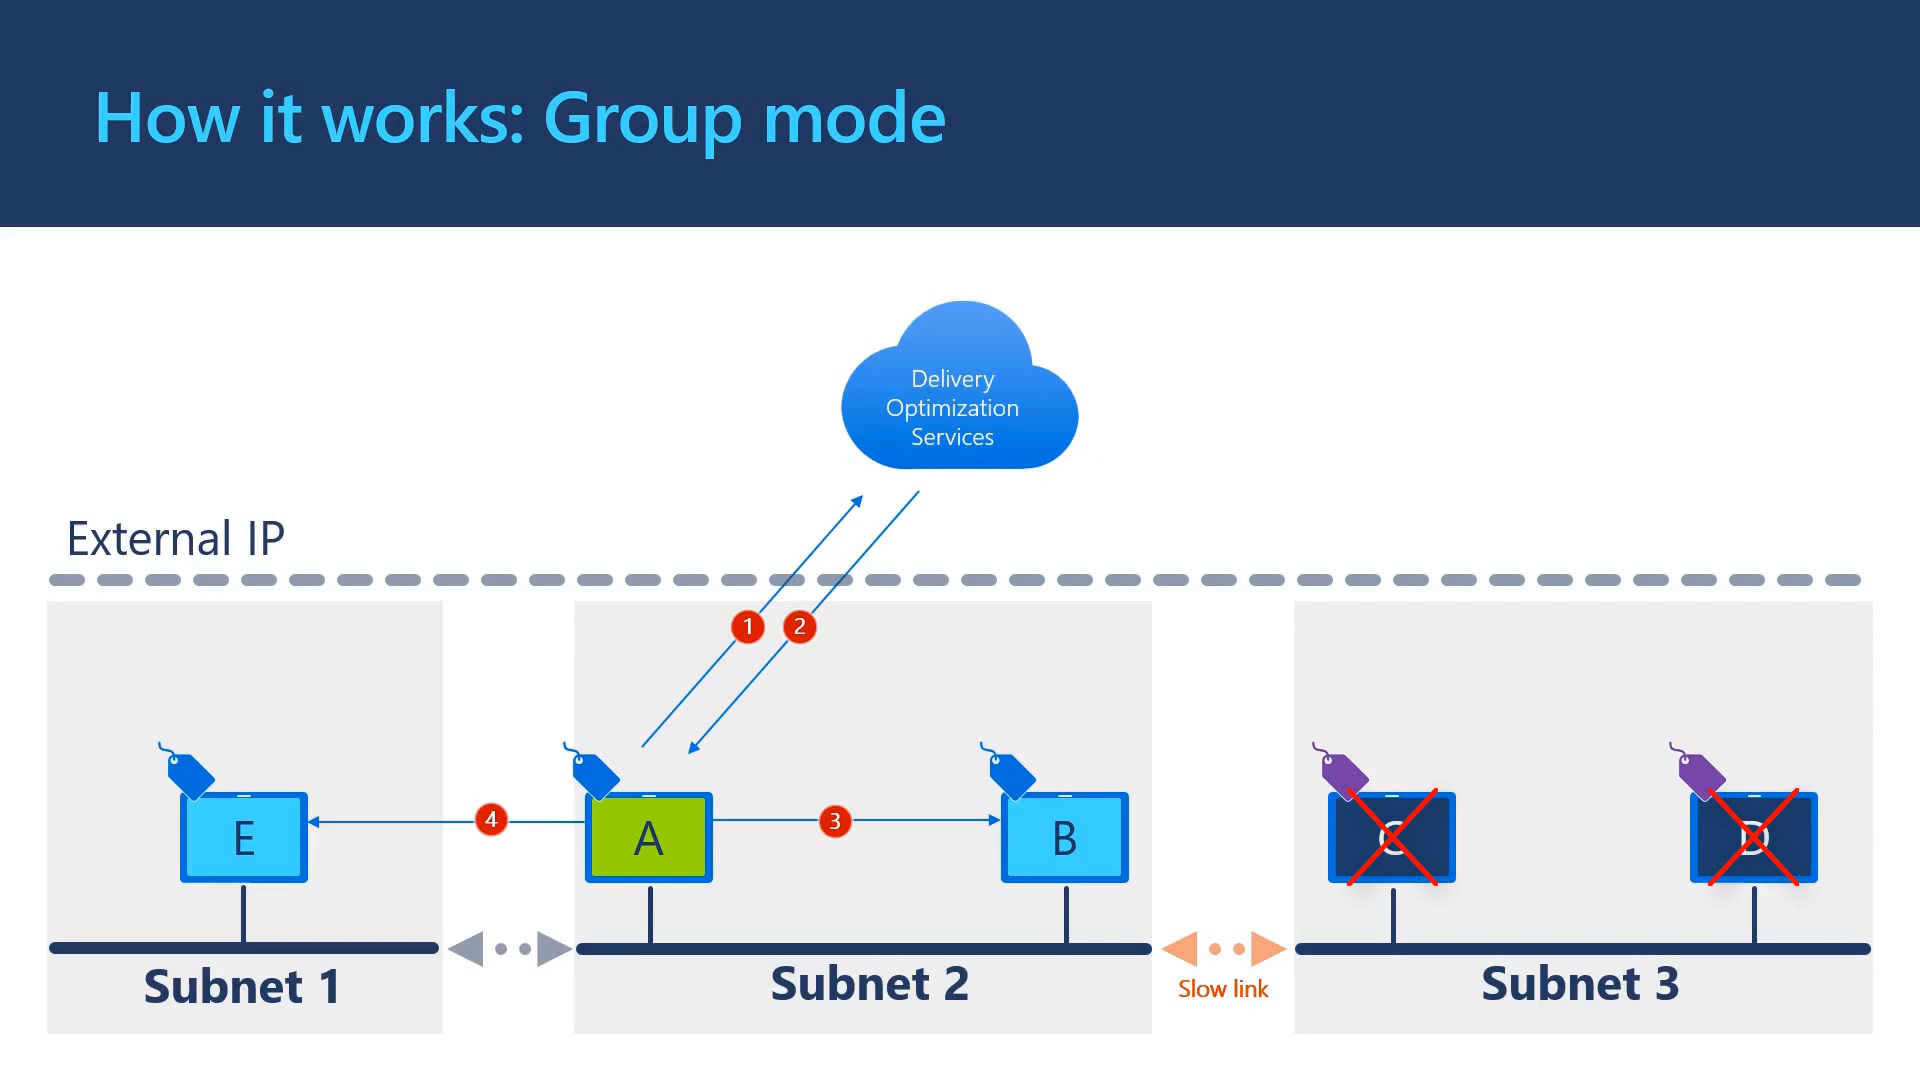 How it works: Group mode
Delivery
Optimization
Services
External IP
1
2
E
4
A
3
B
C
D
Subnet 1
Subnet 2
Slow link
Subnet 3